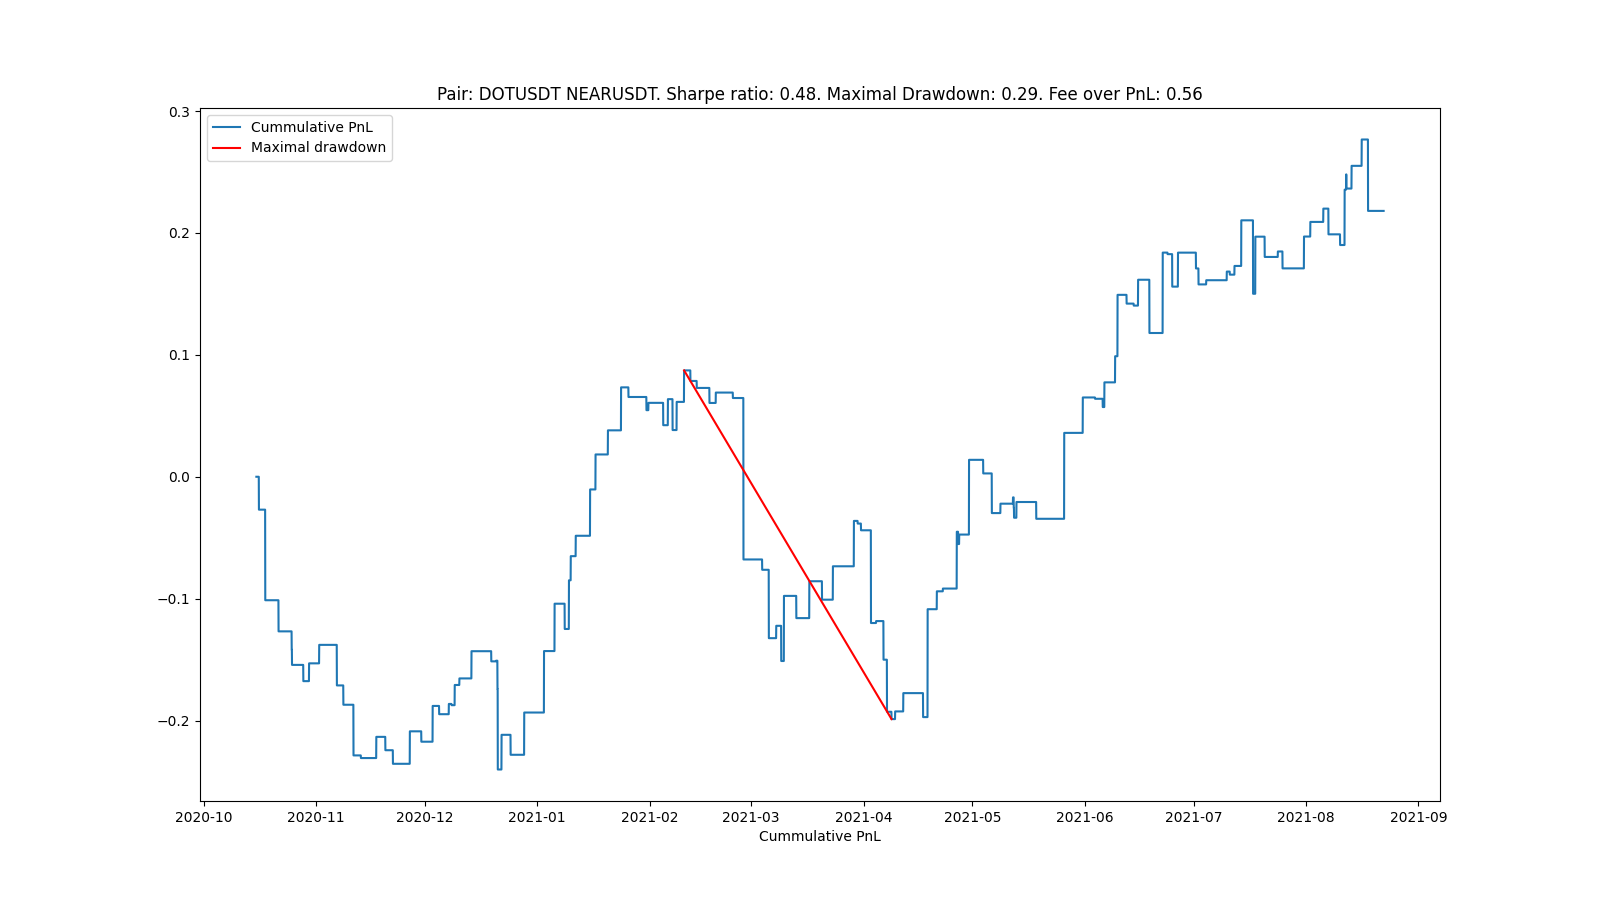 Pair: DOTUSDT NEARUSDT. Sharpe ratio: 0.48. Maximal Drawdown: 0.29. Fee over PnL: 0.56
Cummulative PnL
Maximal drawdown
0.3
0.2
0.1
0.0
−0.1
−0.2
2020-10 2020-11 2020-12 2021-01 2021-02 2021-03 2021-04 2021-05 2021-06 2021-07 2021-08 2021-09
Cummulative PnL